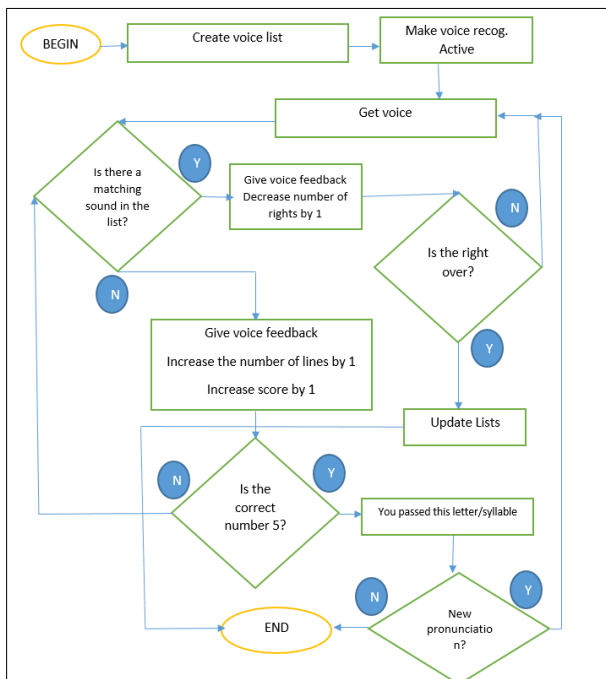 BEGIN
Create voice list
Make voice recog.
Active
Get voice
Is there a
matching
sound in the
list?
Y
Give voice feedback
Decrease number of
rights by 1
N
Is the right
over?
N
Y
Give voice feedback
Increase the number of lines by 1
Increase score by 1
Update Lists
N
Is the
correct
number 5?
Y
You passed this letter/syllable
N
New
pronunciatio
n?
Y
END